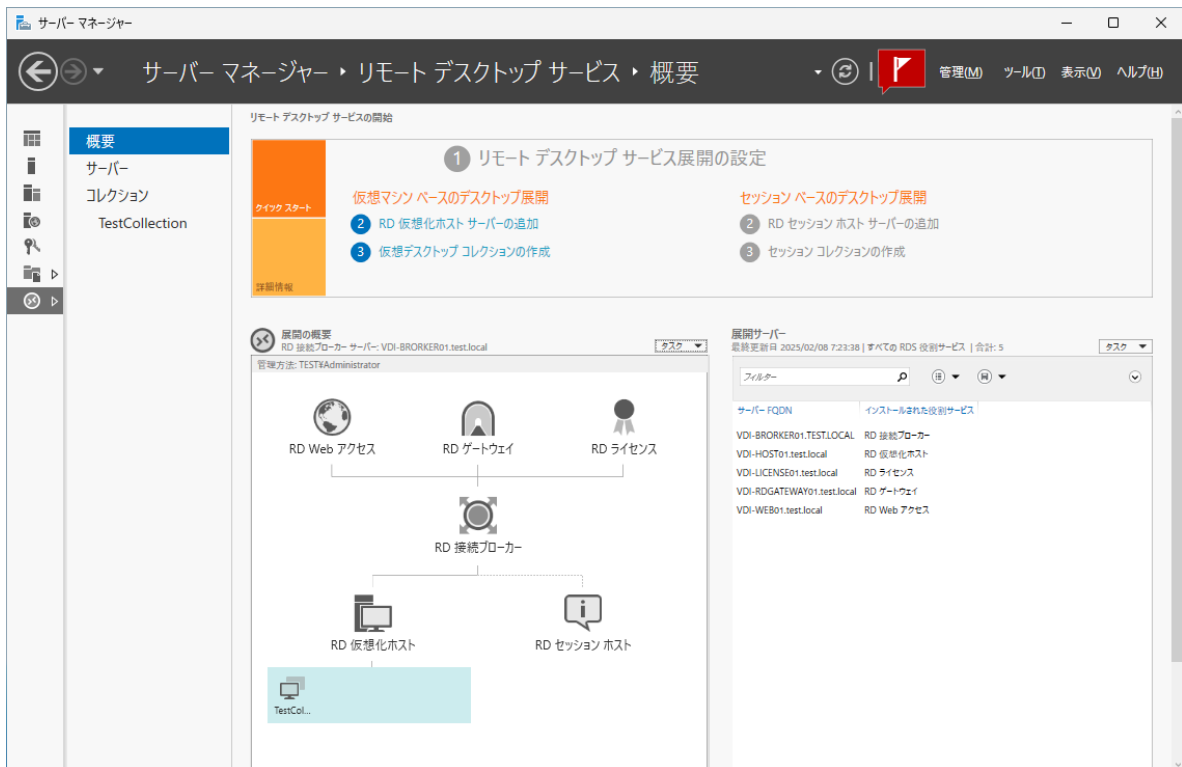 サーバー マネージャー
サーバー マネージャー ‣ リモート デスクトップ サービス ‣ 概要
管理(M) ツール(T) 表示(V) ヘルプ(H)
概要
サーバー
コレクション
TestCollection
リモート デスクトップ サービスの開始
1 リモート デスクトップ サービス展開の設定
クイック スタート
詳細情報
仮想マシン ベースのデスクトップ展開
2 RD 仮想化ホスト サーバーの追加
3 仮想デスクトップ コレクションの作成
セッション ベースのデスクトップ展開
2 RD セッション ホスト サーバーの追加
3 セッション コレクションの作成
展開の概要
RD 接続ブローカー サーバー: VDI-BRORKER01.test.local
タスク
管理方法: TEST¥Administrator
RD Web アクセス
RD ゲートウェイ
RD ライセンス
RD 接続ブローカー
RD 仮想化ホスト
RD セッション ホスト
TestCol...
展開サーバー
最終更新日 2025/02/08 7:23:38 | すべての RDS 役割サービス | 合計: 5
タスク
フィルター
サーバー FQDN インストールされた役割サービス
VDI-BRORKER01.TEST.LOCAL RD 接続ブローカー
VDI-HOST01.test.local RD 仮想化ホスト
VDI-LICENSE01.test.local RD ライセンス
VDI-RDGATEWAY01.test.local RD ゲートウェイ
VDI-WEB01.test.local RD Web アクセス